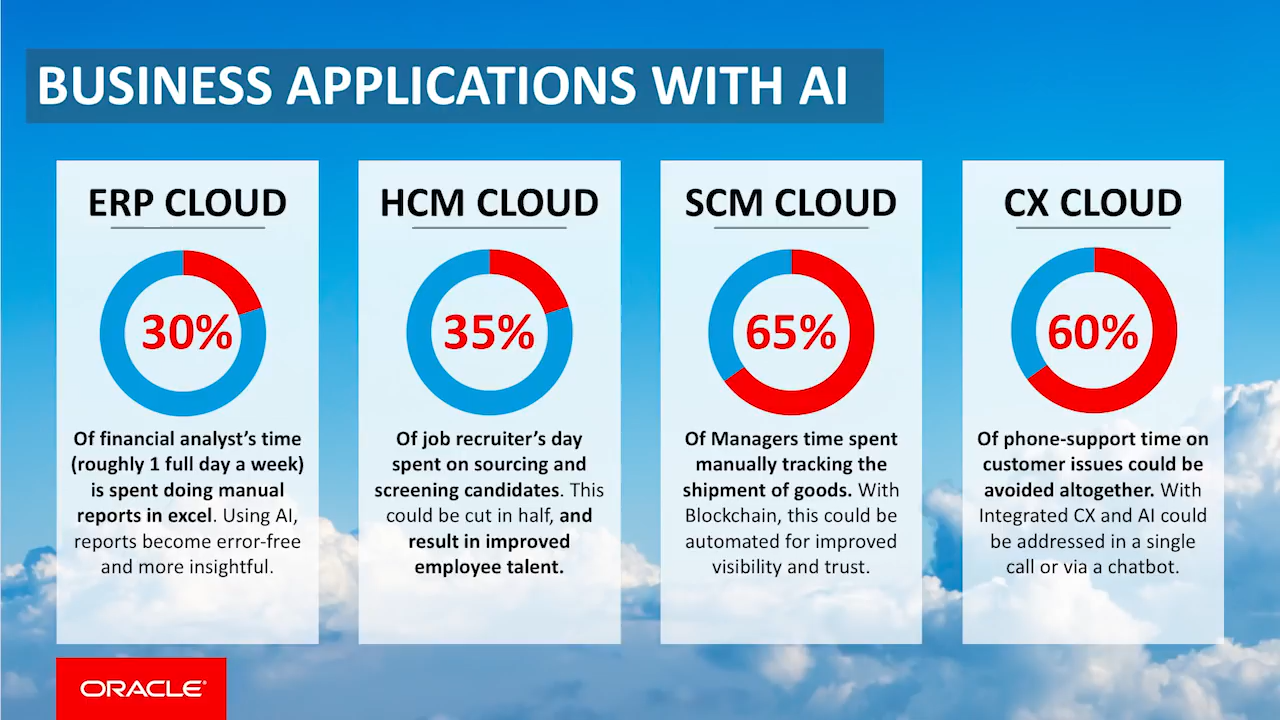 BUSINESS APPLICATIONS WITH AI
ERP CLOUD
30%
Of financial analyst's time
(roughly 1 full day a week)
is spent doing manual
reports in excel. Using AI,
reports become error-free
and more insightful.
HCM CLOUD
35%
Of job recruiter's day
spent on sourcing and
screening candidates. This
could be cut in half, and
result in improved
employee talent.
SCM CLOUD
65%
Of Managers time spent
manually tracking the
shipment of goods. With
Blockchain, this could be
automated for improved
visibility and trust.
CX CLOUD
60%
Of phone-support time on
customer issues could be
avoided altogether. With
Integrated CX and AI could
be addressed in a single
call or via a chatbot.
ORACLE®